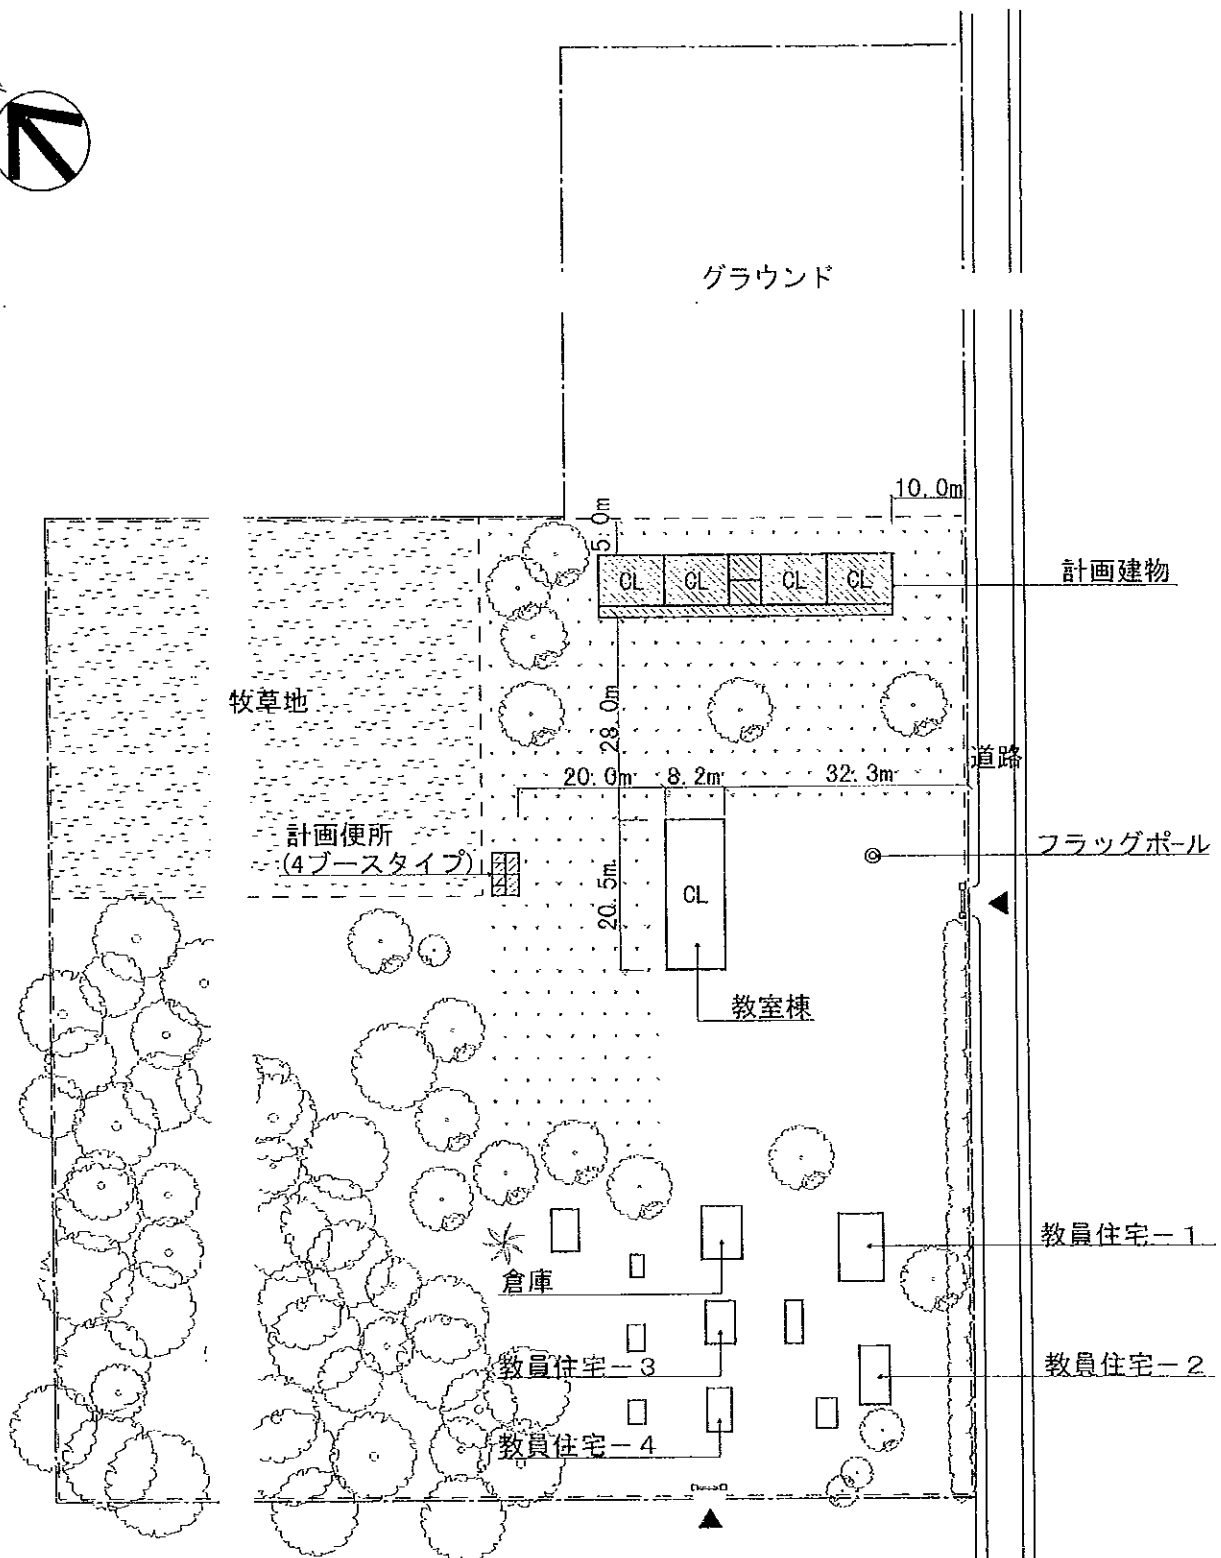 グラウンド
10.0m
5.0m
CL
CL
CL
CL
計画建物
牧草地
28.0m
道路
20.0m
8.2m
32.3m
計画便所
(4ブースタイプ)
フラッグポール
20.5m
CL
教室棟
教員住宅－1
倉庫
教員住宅－3
教員住宅－2
教員住宅－4